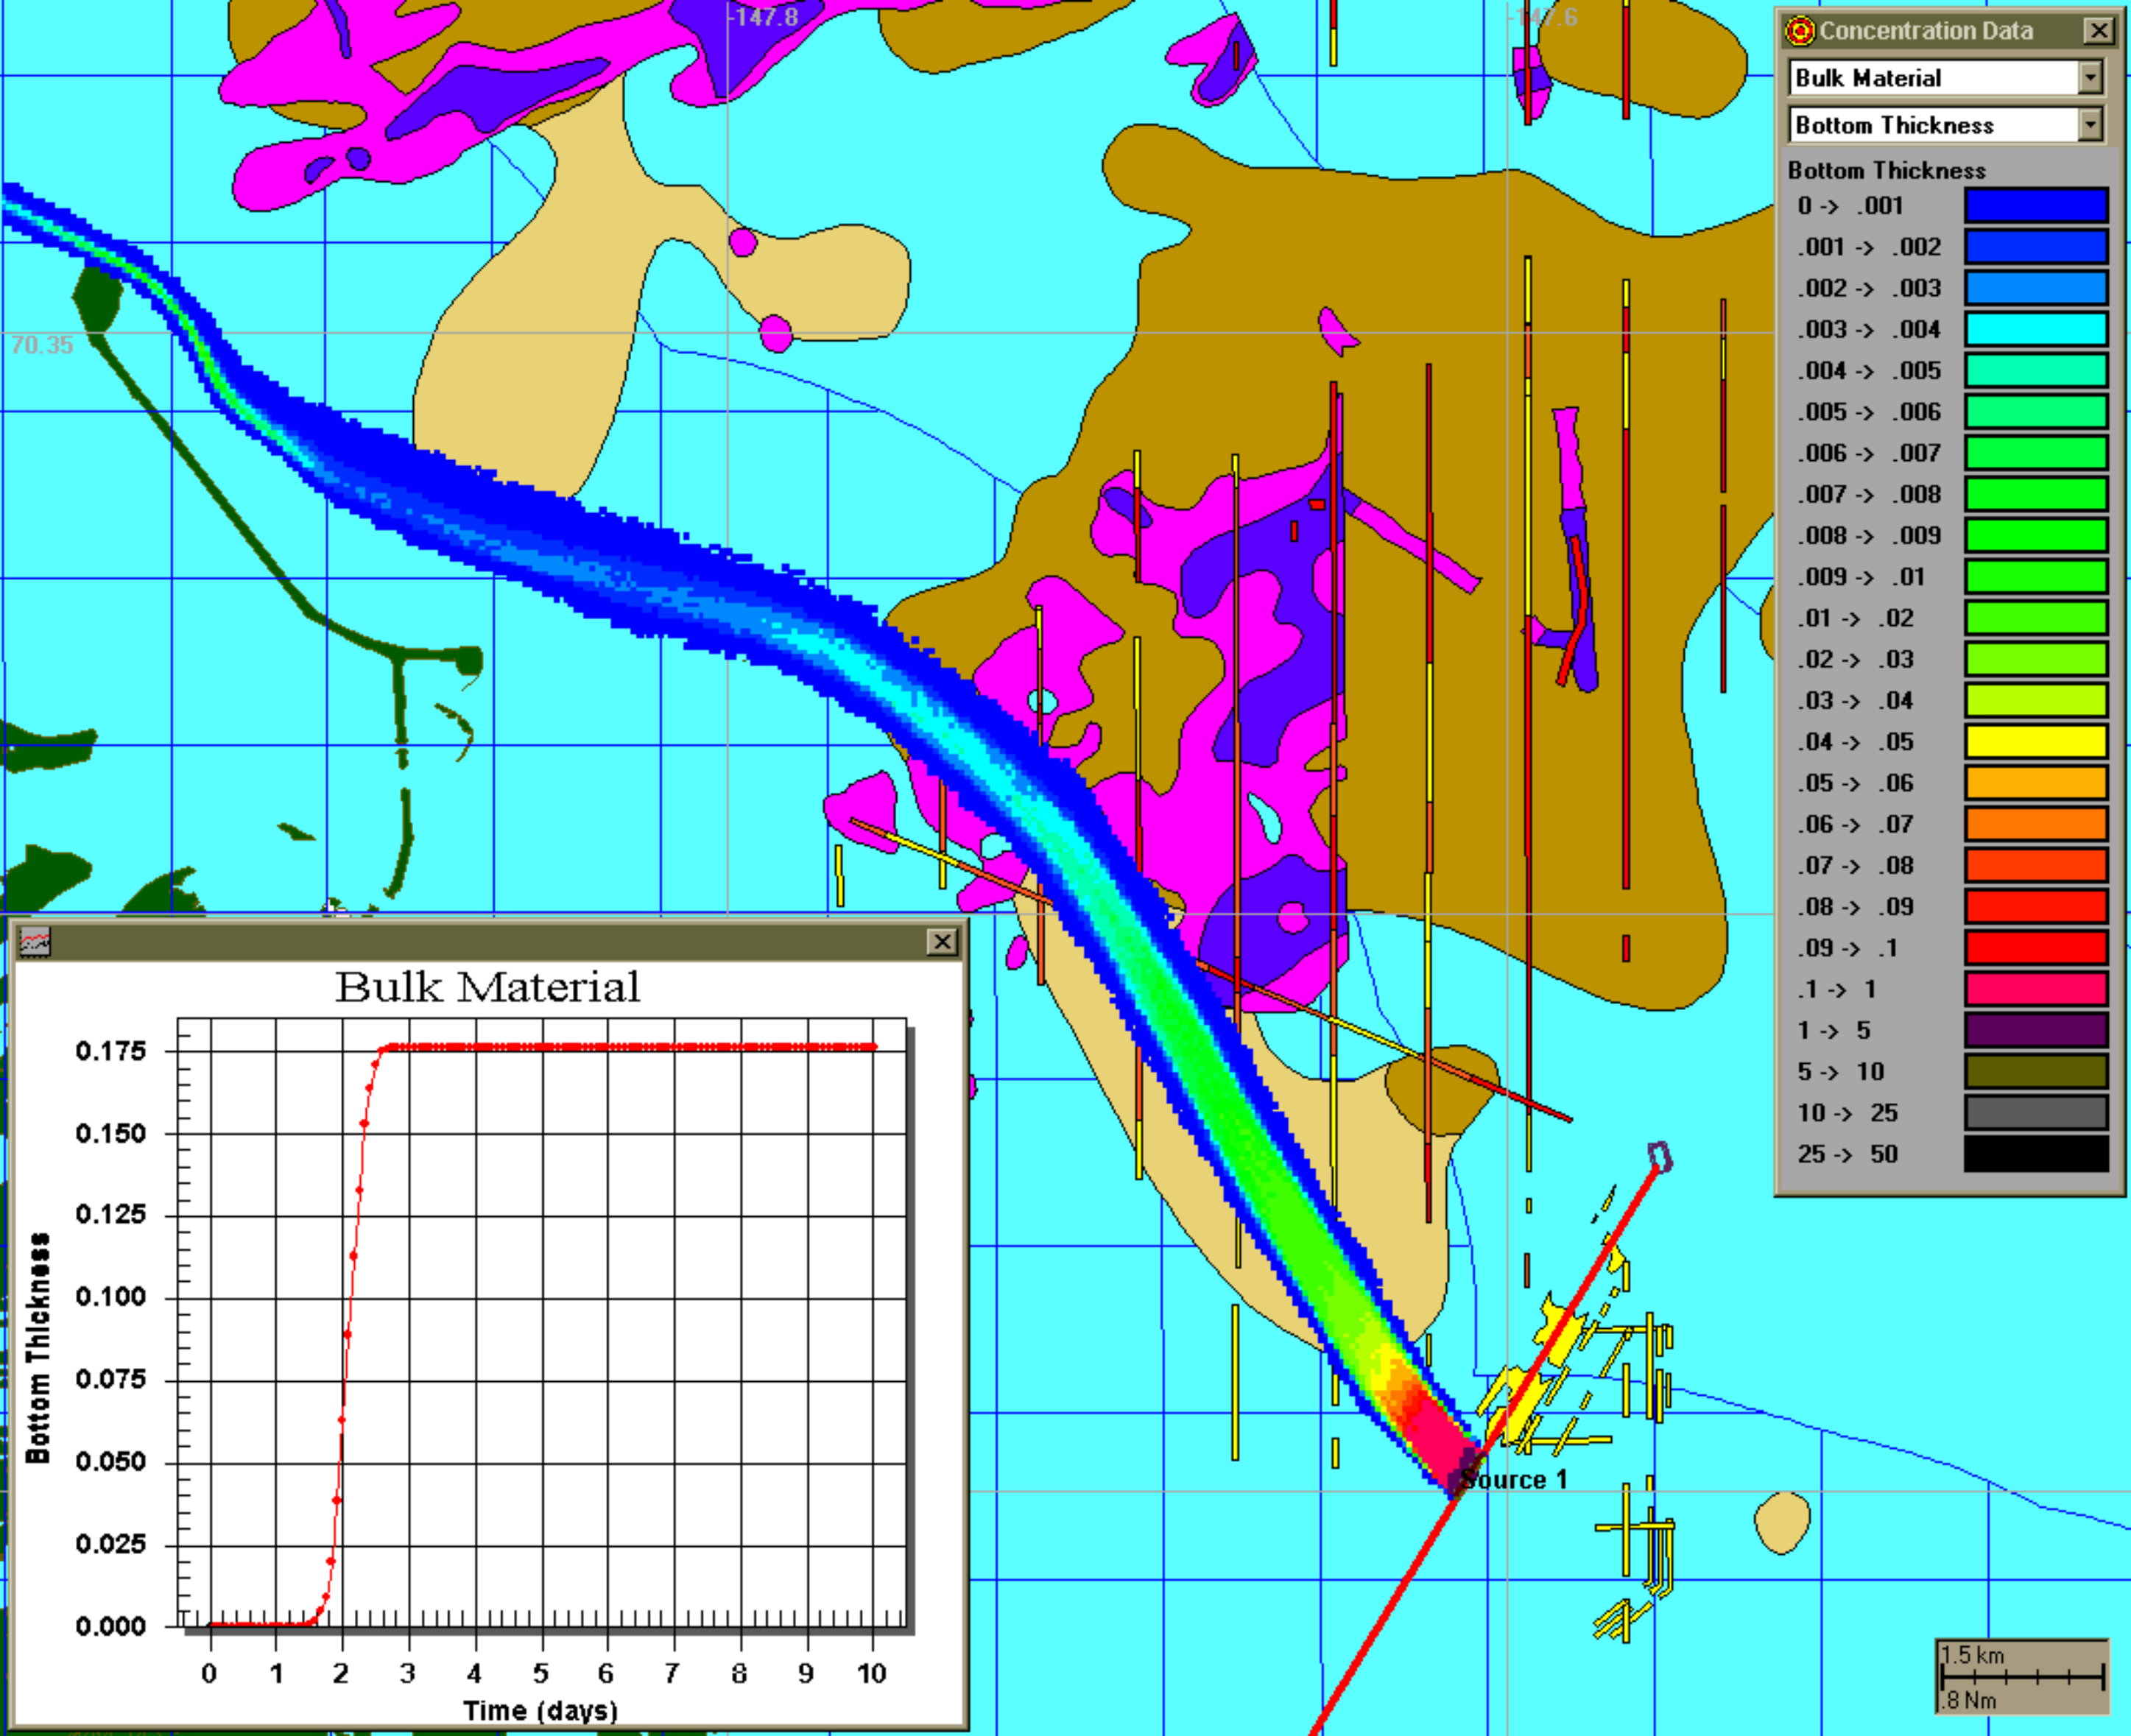 -147.8
-147.6
70.35
Concentration Data
Bulk Material
Bottom Thickness
Bottom Thickness
0 -> .001
.001 -> .002
.002 -> .003
.003 -> .004
.004 -> .005
.005 -> .006
.006 -> .007
.007 -> .008
.008 -> .009
.009 -> .01
.01 -> .02
.02 -> .03
.03 -> .04
.04 -> .05
.05 -> .06
.06 -> .07
.07 -> .08
.08 -> .09
.09 -> .1
.1 -> 1
1 -> 5
5 -> 10
10 -> 25
25 -> 50
Bulk Material
Bottom Thickness
0.175
0.150
0.125
0.100
0.075
0.050
0.025
0.000
0 1 2 3 4 5 6 7 8 9 10
Time (days)
Source 1
1.5 km
.8 Nm